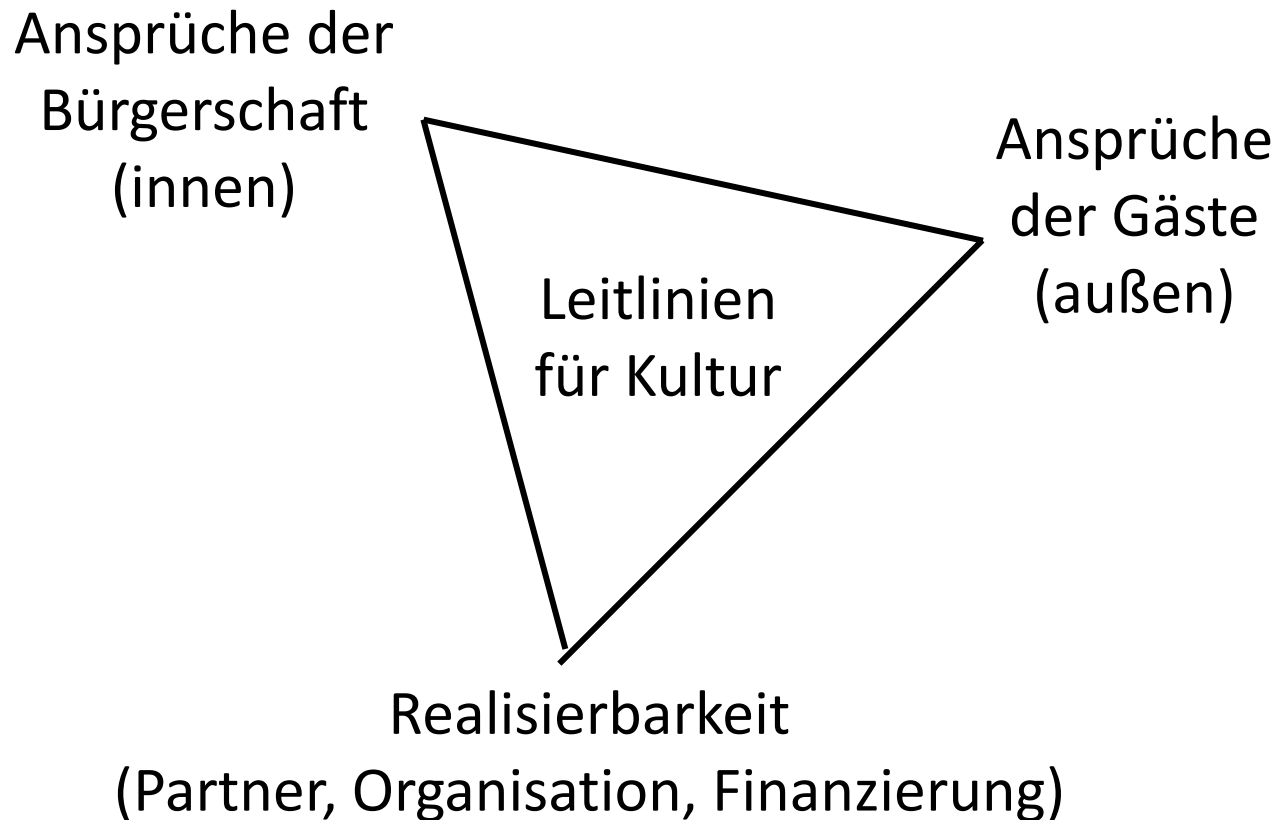 Ansprüche der
Bürgerschaft
(innen)
Ansprüche
der Gäste
(außen)
Leitlinien
für Kultur
Realisierbarkeit
(Partner, Organisation, Finanzierung)